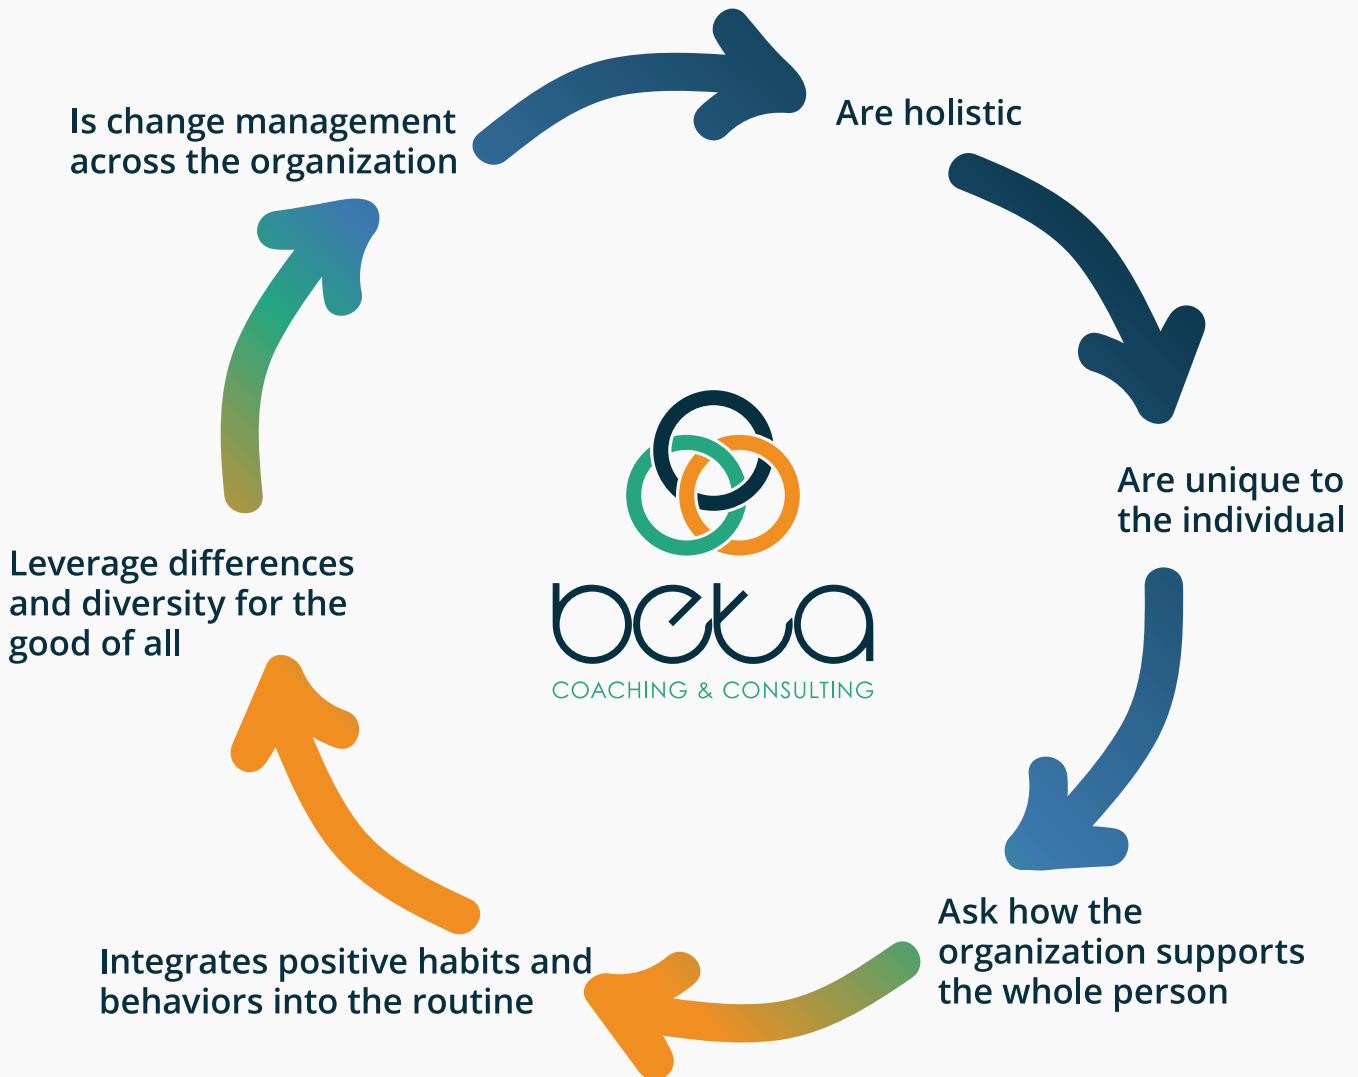 Is change management
across the organization
Are holistic
Are unique to
the individual
Ask how the
organization supports
the whole person
Integrates positive habits and
behaviors into the routine
Leverage differences
and diversity for the
good of all
beta
COACHING & CONSULTING